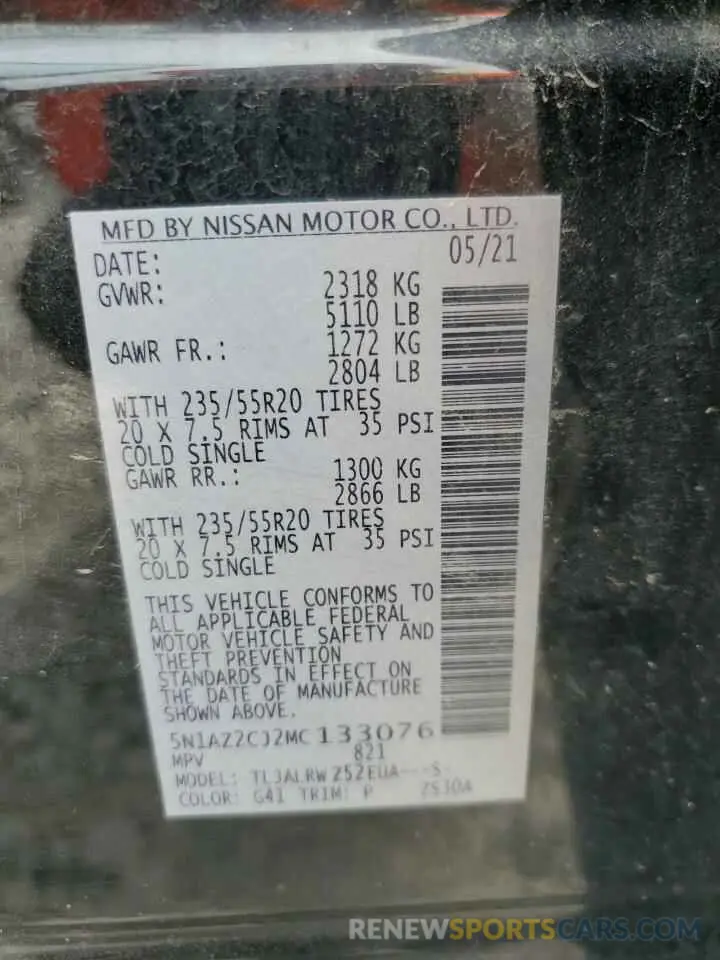 MFD BY NISSAN MOTOR CO., LTD.
DATE: 05/21
GVWR: 2318 KG
5110 LB
GAWR FR.: 1272 KG
2804 LB
WITH 235/55R20 TIRES
20 X 7.5 RIMS AT 35 PSI
COLD SINGLE
GAWR RR.: 1300 KG
2866 LB
WITH 235/55R20 TIRES
20 X 7.5 RIMS AT 35 PSI
COLD SINGLE
THIS VEHICLE CONFORMS TO
ALL APPLICABLE FEDERAL
MOTOR VEHICLE SAFETY AND
THEFT PREVENTION
STANDARDS IN EFFECT ON
THE DATE OF MANUFACTURE
SHOWN ABOVE.
5N1AZ2CJ2MC133076
MPV 821
MODEL: TLJALRW252EUA---S-
COLOR: G41 TRIM: P
RENEWSPORTSCARS.COM